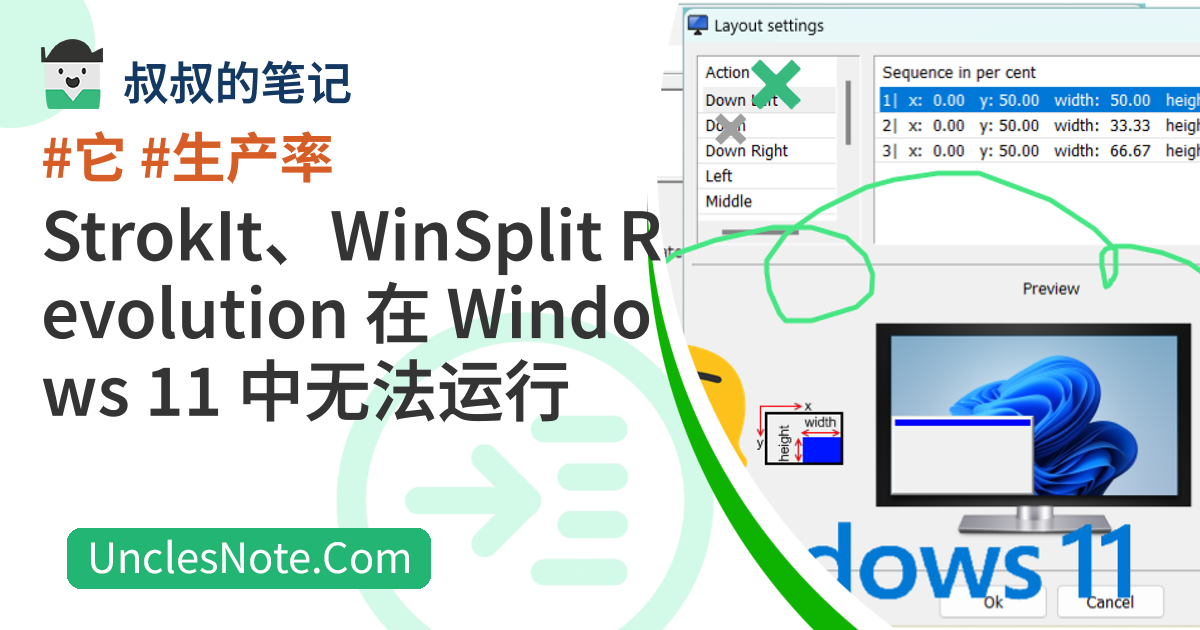 叔叔的笔记
#它 #生产率
StrokIt、WinSplit R
evolution 在 Windo
ws 11 中无法运行
UnclesNote.Com
Layout settings
Action
Down Left
Down
Down Right
Left
Middle
Sequence in per cent
1| x: 0.00 y: 50.00 width: 50.00 heigh
2| x: 0.00 y: 50.00 width: 33.33 heigh
3| x: 0.00 y: 50.00 width: 66.67 heigh
Preview
x
y
width
height
dows 11
Ok
Cancel